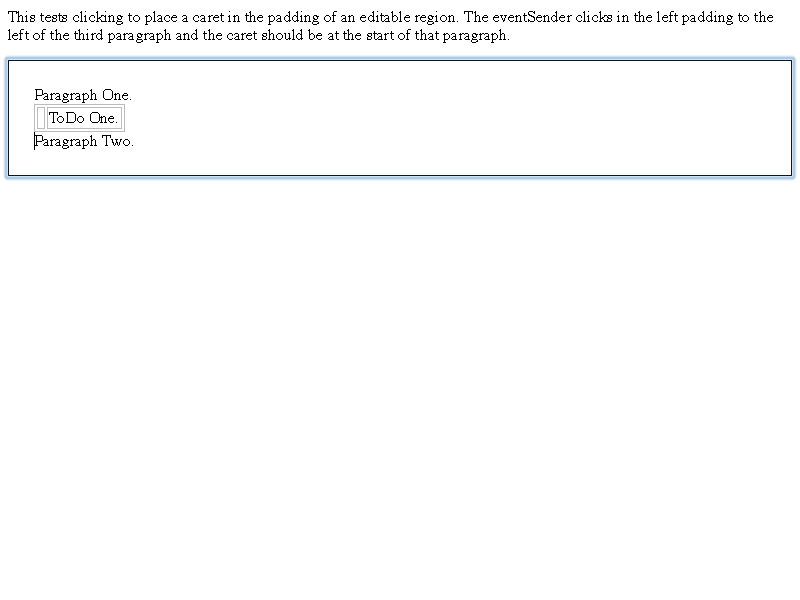 This tests clicking to place a caret in the padding of an editable region. The eventSender clicks in the left padding to the
left of the third paragraph and the caret should be at the start of that paragraph.
Paragraph One.
ToDo One.
Paragraph Two.